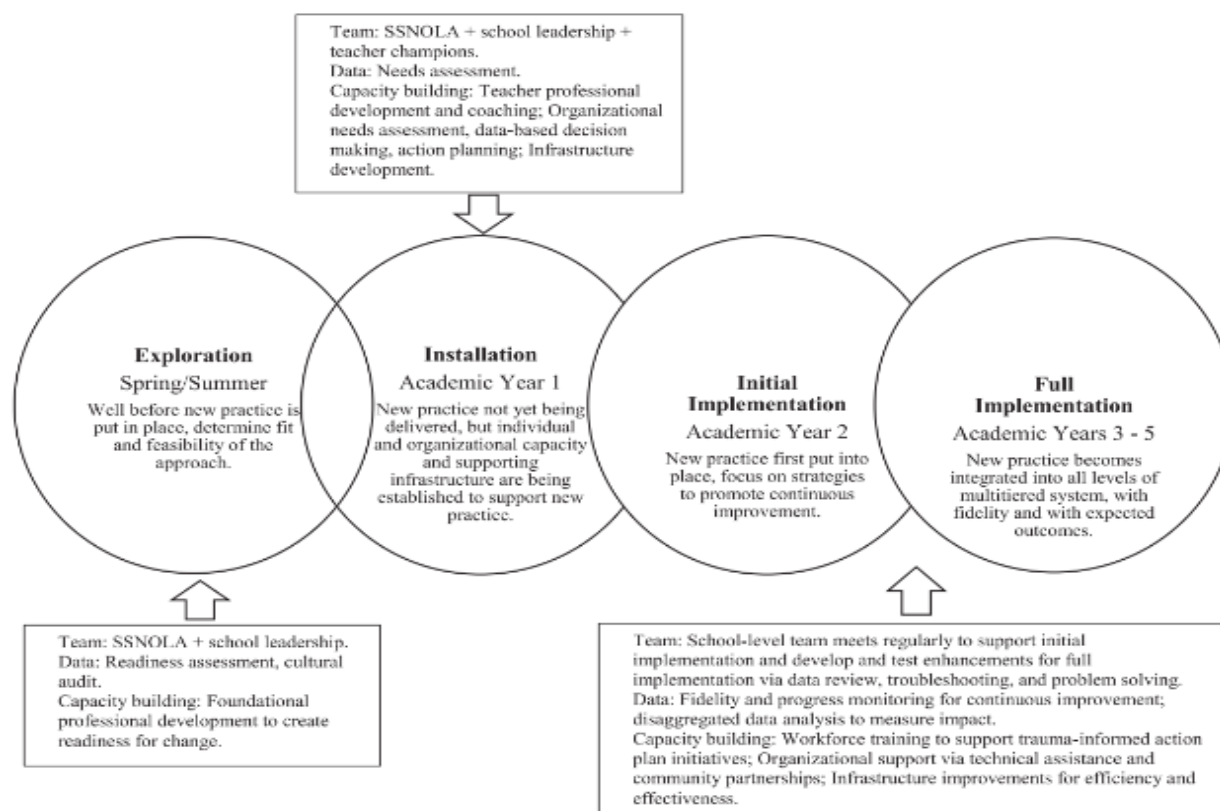 Team: SSNOLA + school leadership +
teacher champions.
Data: Needs assessment.
Capacity building: Teacher professional
development and coaching; Organizational
needs assessment, data-based decision
making, action planning; Infrastructure
development.
Exploration
Spring/Summer
Well before new practice is
put in place, determine fit
and feasibility of the
approach.
Installation
Academic Year 1
New practice not yet being
delivered, but individual
and organizational capacity
and supporting
infrastructure are being
established to support new
practice.
Initial
Implementation
Academic Year 2
New practice first put into
place, focus on strategies
to promote continuous
improvement.
Full
Implementation
Academic Years 3 - 5
New practice becomes
integrated into all levels of
multitiered system, with
fidelity and with expected
outcomes.
Team: SSNOLA + school leadership.
Data: Readiness assessment, cultural
audit.
Capacity building: Foundational
professional development to create
readiness for change.
Team: School-level team meets regularly to support initial
implementation and develop and test enhancements for full
implementation via data review, troubleshooting, and problem solving.
Data: Fidelity and progress monitoring for continuous improvement;
disaggregated data analysis to measure impact.
Capacity building: Workforce training to support trauma-informed action
plan initiatives; Organizational support via technical assistance and
community partnerships; Infrastructure improvements for efficiency and
effectiveness.